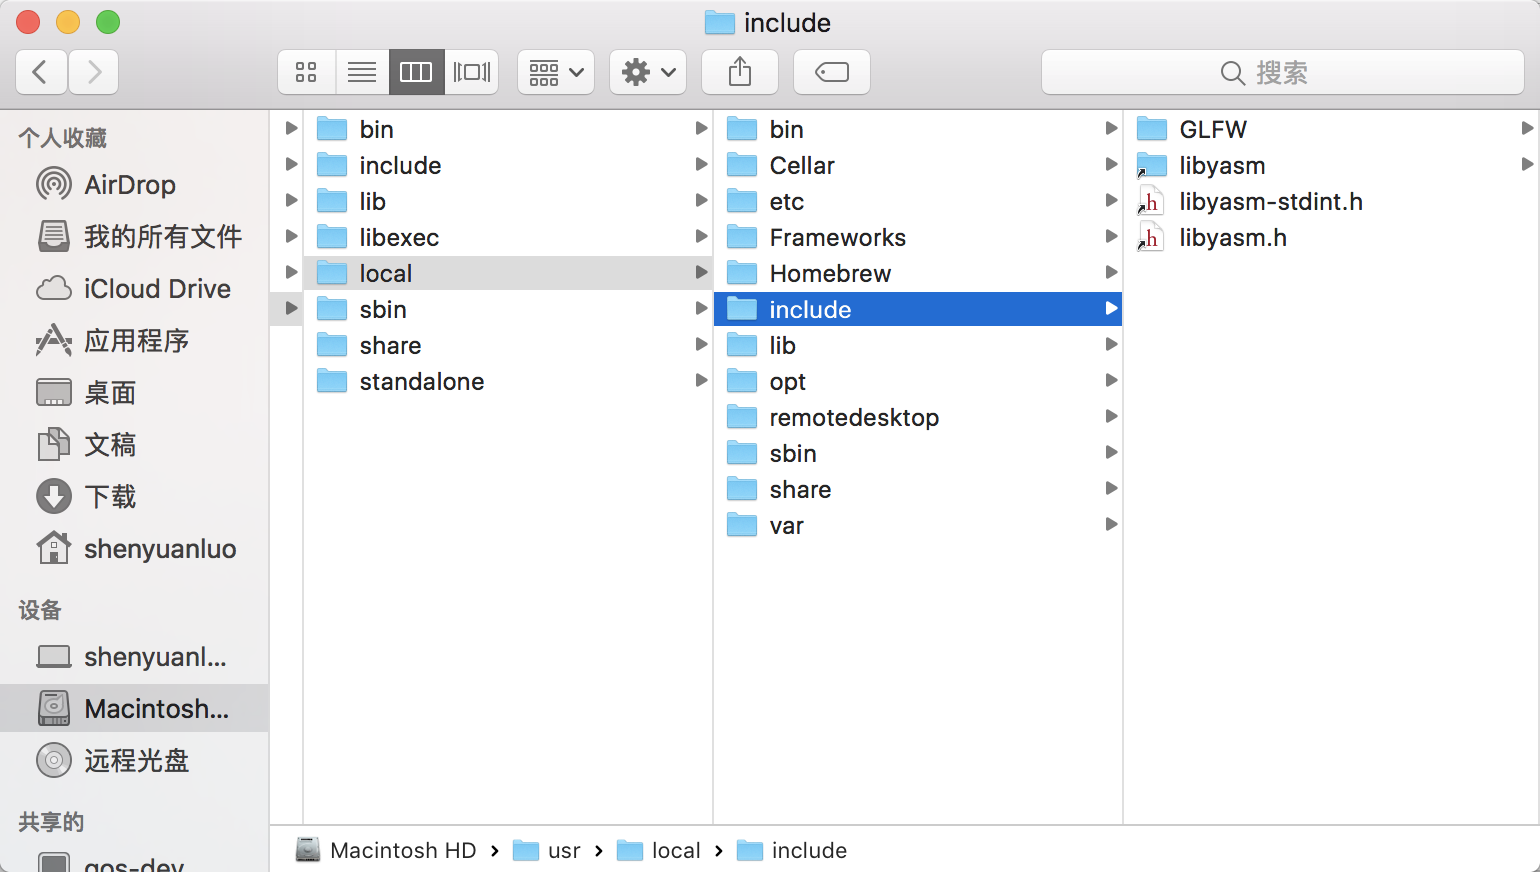 include
搜索
个人收藏
AirDrop
我的所有文件
iCloud Drive
应用程序
桌面
文稿
下载
shenyuanluo
设备
shenyuanl...
Macintosh...
远程光盘
共享的
qos-dev
bin
include
lib
libexec
local
sbin
share
standalone
bin
Cellar
etc
Frameworks
Homebrew
include
lib
opt
remotedesktop
sbin
share
var
GLFW
libyasm
h libyasm-stdint.h
h libyasm.h
Macintosh HD › usr › local › include